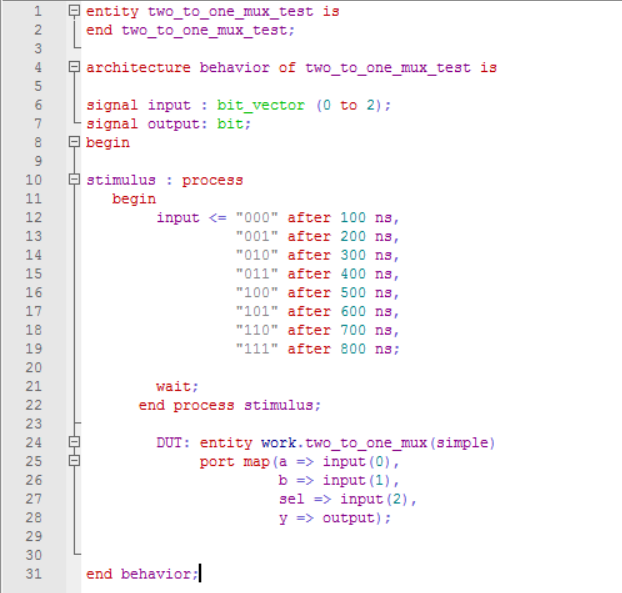 1 entity two_to_one_mux_test is
2 end two_to_one_mux_test;
3
4 architecture behavior of two_to_one_mux_test is
5
6 signal input : bit_vector (0 to 2);
7 signal output: bit;
8 begin
9
10 stimulus : process
11 begin
12 input <= "000" after 100 ns,
13 "001" after 200 ns,
14 "010" after 300 ns,
15 "011" after 400 ns,
16 "100" after 500 ns,
17 "101" after 600 ns,
18 "110" after 700 ns,
19 "111" after 800 ns;
20
21 wait;
22 end process stimulus;
23
24 DUT: entity work.two_to_one_mux(simple)
25 port map(a => input(0),
26 b => input(1),
27 sel => input(2),
28 y => output);
29
30
31 end behavior;